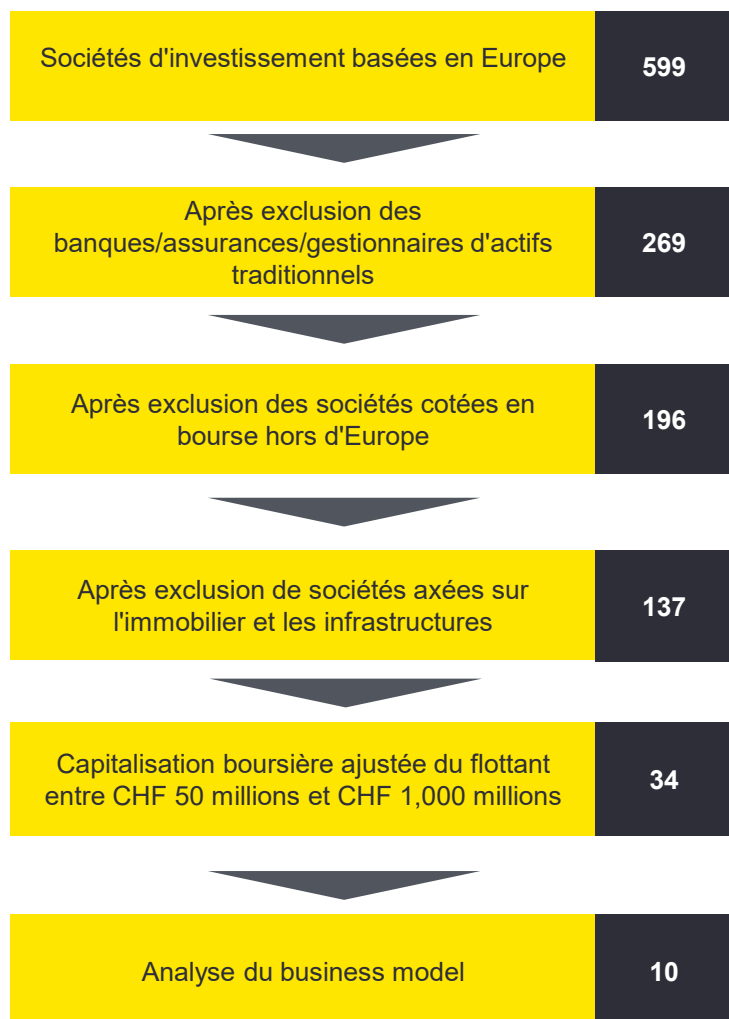 Sociétés d'investissement basées en Europe
599
Après exclusion des
banques/assurances/gestionnaires d'actifs
traditionnels
269
Après exclusion des sociétés cotées en
bourse hors d'Europe
196
Après exclusion de sociétés axées sur
l'immobilier et les infrastructures
137
Capitalisation boursière ajustée du flottant
entre CHF 50 millions et CHF 1,000 millions
34
Analyse du business model
10